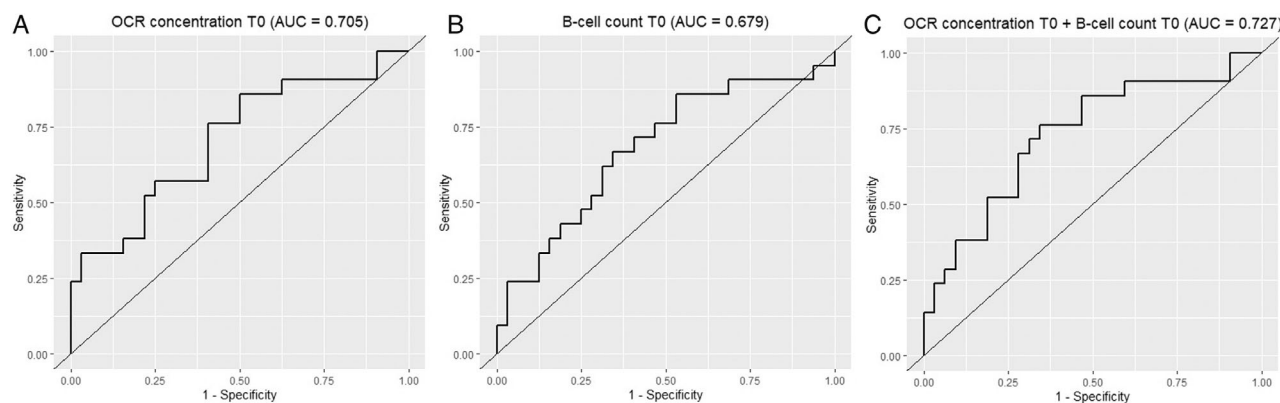 A
OCR concentration T0 (AUC = 0.705)
1.00
0.75
0.50
0.25
0.00
Sensitivity
0.00 0.25 0.50 0.75 1.00
1 - Specificity
B
B-cell count T0 (AUC = 0.679)
1.00
0.75
0.50
0.25
0.00
Sensitivity
0.00 0.25 0.50 0.75 1.00
1 - Specificity
C
OCR concentration T0 + B-cell count T0 (AUC = 0.727)
1.00
0.75
0.50
0.25
0.00
Sensitivity
0.00 0.25 0.50 0.75 1.00
1 - Specificity